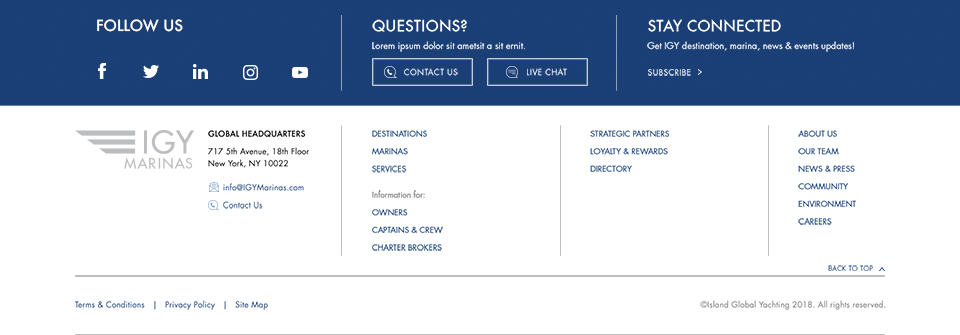 FOLLOW US
QUESTIONS?
Lorem ipsum dolor sit ametsit a sit ernit.
CONTACT US
LIVE CHAT
STAY CONNECTED
Get IGY destination, marina, news & events updates!
SUBSCRIBE >
IGY
MARINAS
GLOBAL HEADQUARTERS
717 5th Avenue, 18th Floor
New York, NY 10022
info@IGYMarinas.com
Contact Us
DESTINATIONS
MARINAS
SERVICES
Information for:
OWNERS
CAPTAINS & CREW
CHARTER BROKERS
STRATEGIC PARTNERS
LOYALTY & REWARDS
DIRECTORY
ABOUT US
OUR TEAM
NEWS & PRESS
COMMUNITY
ENVIRONMENT
CAREERS
BACK TO TOP
Terms & Conditions | Privacy Policy | Site Map
©Island Global Yachting 2018. All rights reserved.